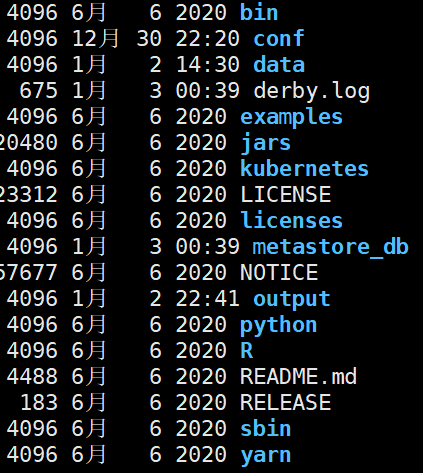 4096 6月 6 2020 bin
4096 12月 30 22:20 conf
4096 1月 2 14:30 data
675 1月 3 00:39 derby.log
4096 6月 6 2020 examples
20480 6月 6 2020 jars
4096 6月 6 2020 kubernetes
23312 6月 6 2020 LICENSE
4096 6月 6 2020 licenses
4096 1月 3 00:39 metastore_db
57677 6月 6 2020 NOTICE
4096 1月 2 22:41 output
4096 6月 6 2020 python
4096 6月 6 2020 R
4488 6月 6 2020 README.md
183 6月 6 2020 RELEASE
4096 6月 6 2020 sbin
4096 6月 6 2020 yarn